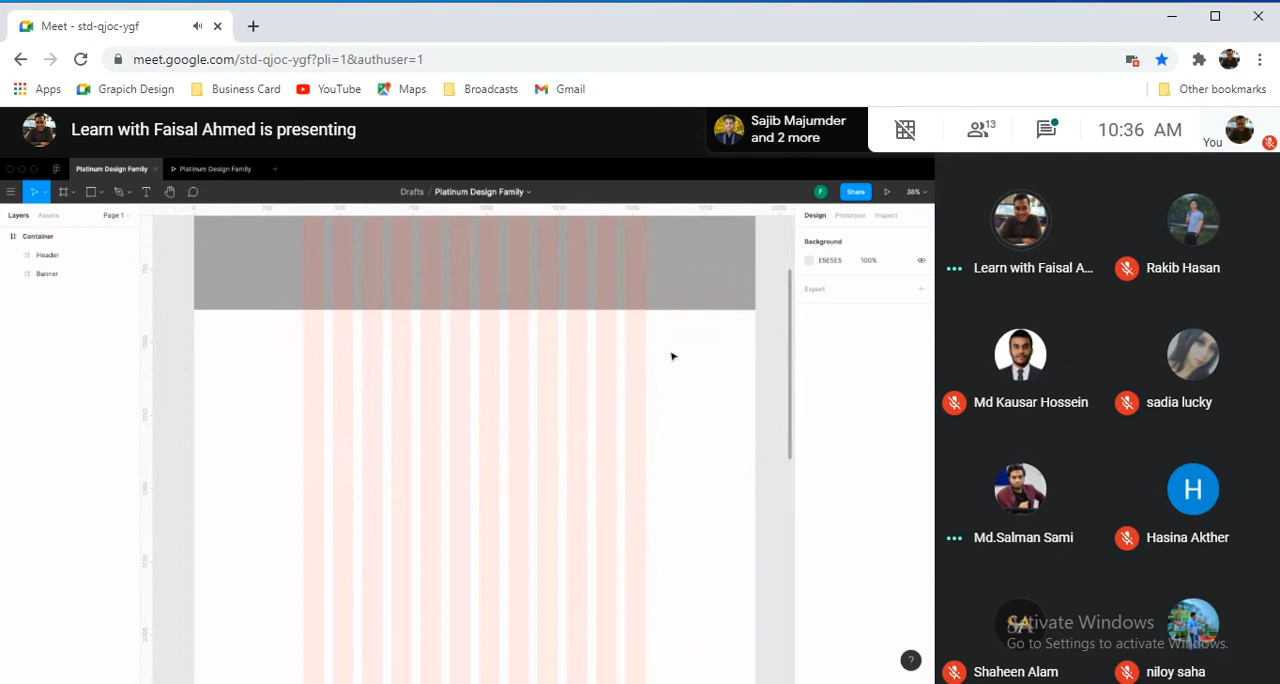 Meet - std-qjoc-ygf
meet.google.com/std-qjoc-ygf?pli=1&authuser=1
Apps Grapich Design Business Card YouTube Maps Broadcasts Gmail Other bookmarks
Learn with Faisal Ahmed is presenting
Sajib Majumder
and 2 more
13
10:36 AM
You
Platinum Design Family
Platinum Design Family
Drafts / Platinum Design Family
F
Share
38%
Layers Assets Page 1
Design Prototype Inspect
Container
Header
Banner
Background
E5E5E5 100%
Export
?
Learn with Faisal A...
Rakib Hasan
Md Kausar Hossein
sadia lucky
H
Md.Salman Sami
Hasina Akther
SA
Activate Windows
Go to Settings to activate Windows.
Shaheen Alam
niloy saha